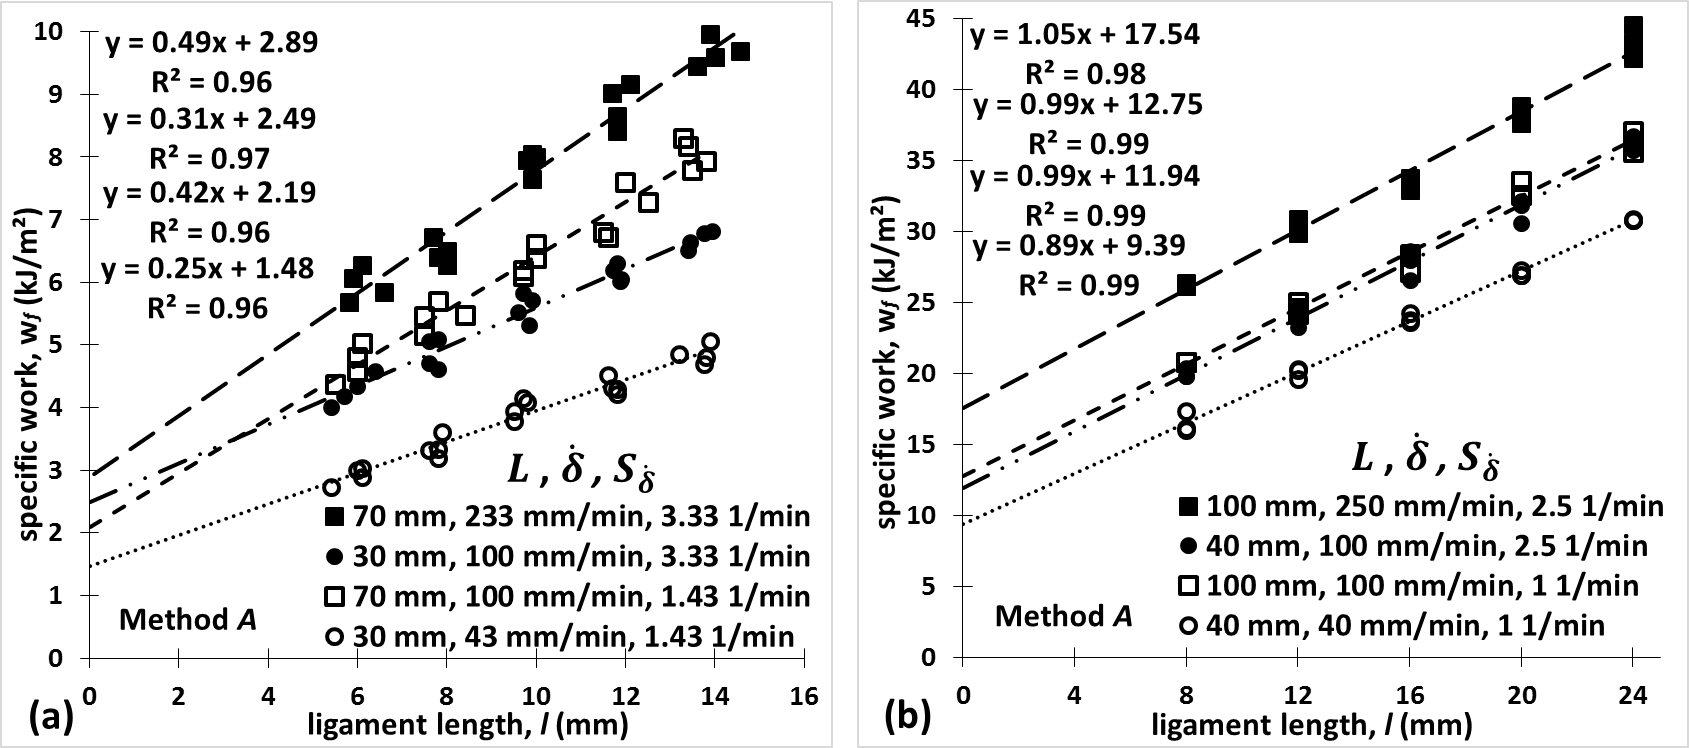 10
9
8
7
6
5
4
3
2
1
0
specific work, wf (kJ/m²)
y = 0.49x + 2.89
R² = 0.96
y = 0.31x + 2.49
R² = 0.97
y = 0.42x + 2.19
R² = 0.96
y = 0.25x + 1.48
R² = 0.96
L , δ̇ , Sδ̇
70 mm, 233 mm/min, 3.33 1/min
30 mm, 100 mm/min, 3.33 1/min
70 mm, 100 mm/min, 1.43 1/min
30 mm, 43 mm/min, 1.43 1/min
Method A
0 2 4 6 8 10 12 14 16
(a)
ligament length, l (mm)
45
40
35
30
25
20
15
10
5
0
specific work, wf (kJ/m²)
y = 1.05x + 17.54
R² = 0.98
y = 0.99x + 12.75
R² = 0.99
y = 0.99x + 11.94
R² = 0.99
y = 0.89x + 9.39
R² = 0.99
L , δ̇ , Sδ̇
100 mm, 250 mm/min, 2.5 1/min
40 mm, 100 mm/min, 2.5 1/min
100 mm, 100 mm/min, 1 1/min
40 mm, 40 mm/min, 1 1/min
Method A
0 4 8 12 16 20 24
(b)
ligament length, l (mm)